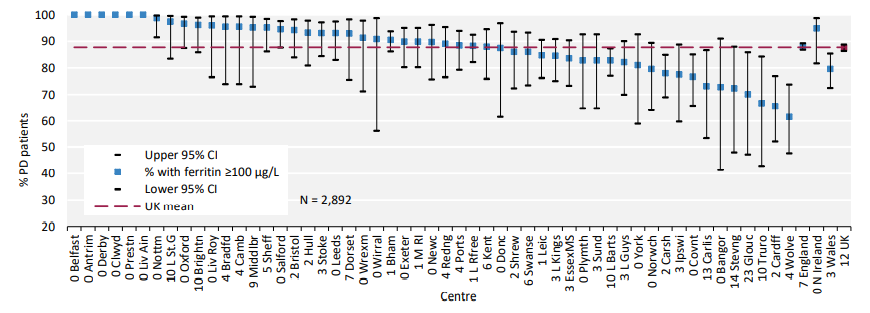 100
90
80
70
60
50
40
30
20
% PD patients
Upper 95% CI
% with ferritin ≥100 µg/L
Lower 95% CI
UK mean
N = 2,892
0 Belfast
0 Antrim
0 Derby
0 Clwyd
0 Prestn
0 Liv Ain
0 Nottm
10 L St.G
0 Oxford
10 Brightn
0 Liv Roy
4 Bradfd
4 Camb
9 Middlbr
5 Sheff
0 Salford
2 Bristol
2 Hull
3 Stoke
0 Leeds
7 Dorset
0 Wrexm
0 Wirral
1 Bham
0 Exeter
1 M RI
0 Newc
4 Redng
4 Ports
1 L Rfree
6 Kent
0 Donc
2 Shrew
6 Swanse
1 Leic
3 L Kings
3 EssexMS
0 Plymth
3 Sund
10 L Barts
3 L Guys
0 York
0 Norwch
2 Carsh
3 Ipswi
0 Covnt
13 Carlis
0 Bangor
14 Stevng
23 Glouc
10 Truro
2 Cardff
4 Wolve
7 England
0 N Ireland
3 Wales
12 UK
Centre